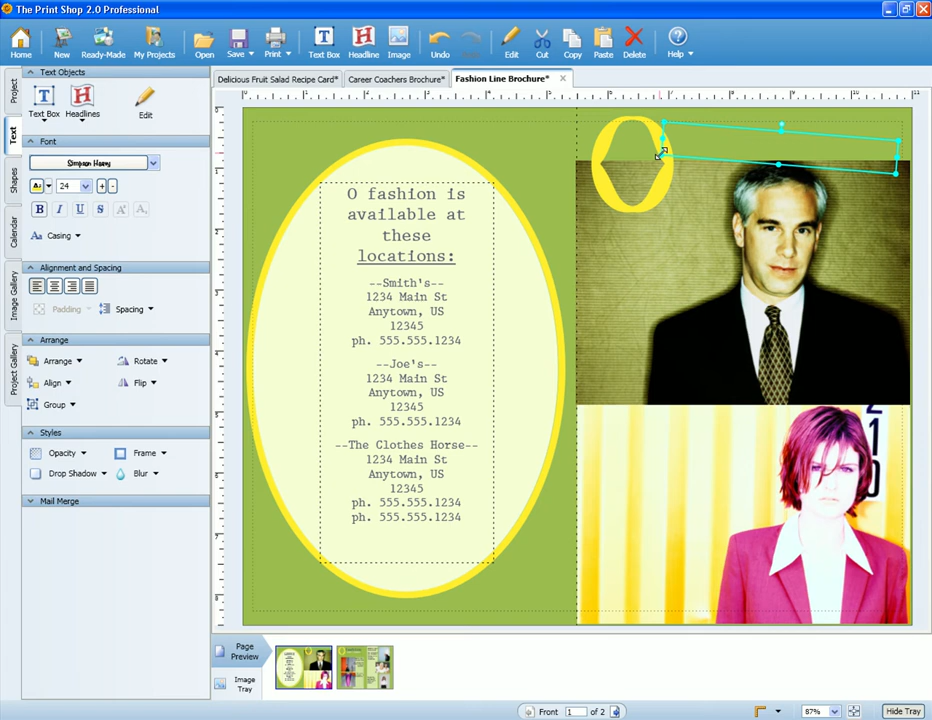 The Print Shop 2.0 Professional
Home
New
Ready-Made
My Projects
Open
Save
Print
Text Box
Headline
Image
Undo
Edit
Cut
Copy
Paste
Delete
Help
Project
Text
Shapes
Calendar
Image Gallery
Project Gallery
Text Objects
Text Box
Headlines
Edit
Font
24
B I U S A A
Casing
Alignment and Spacing
Padding
Spacing
Arrange
Arrange
Rotate
Align
Flip
Group
Styles
Opacity
Frame
Drop Shadow
Blur
Mail Merge
Delicious Fruit Salad Recipe Card*
Career Coachers Brochure*
Fashion Line Brochure*
O fashion is
available at
these
locations:
--Smith's--
1234 Main St
Anytown, US
12345
ph. 555.555.1234
--Joe's--
1234 Main St
Anytown, US
12345
ph. 555.555.1234
--The Clothes Horse--
1234 Main St
Anytown, US
12345
ph. 555.555.1234
ph. 555.555.1234
O
Page
Preview
Image
Tray
Front 1 of 2
87%
Hide Tray